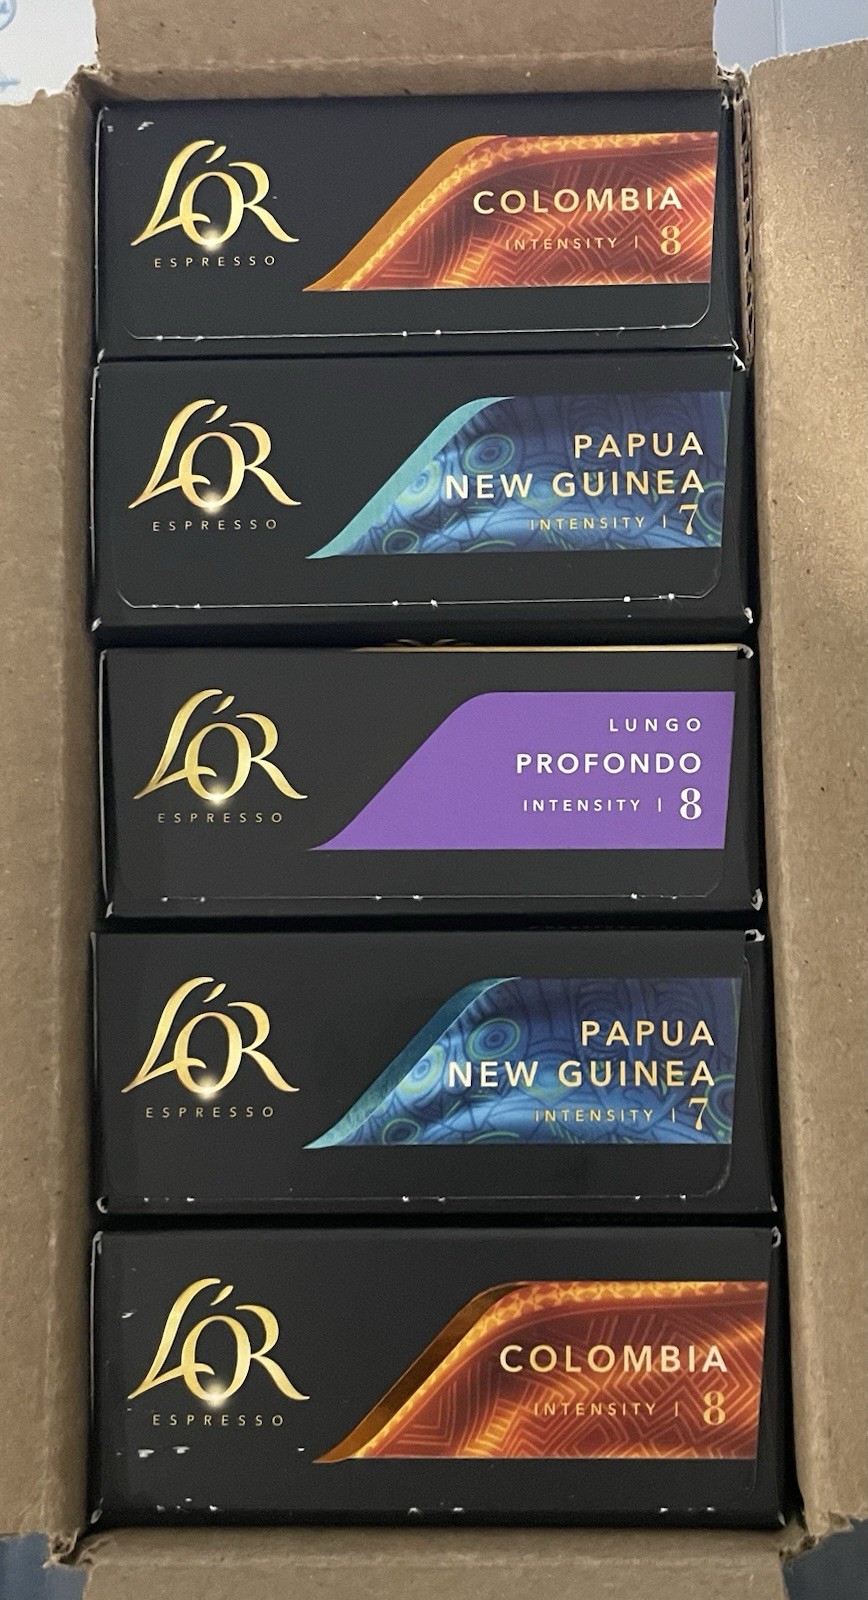 L'OR
ESPRESSO
COLOMBIA
INTENSITY | 8
L'OR
ESPRESSO
PAPUA
NEW GUINEA
INTENSITY | 7
L'OR
ESPRESSO
LUNGO
PROFONDO
INTENSITY | 8
L'OR
ESPRESSO
PAPUA
NEW GUINEA
INTENSITY | 7
L'OR
ESPRESSO
COLOMBIA
INTENSITY | 8